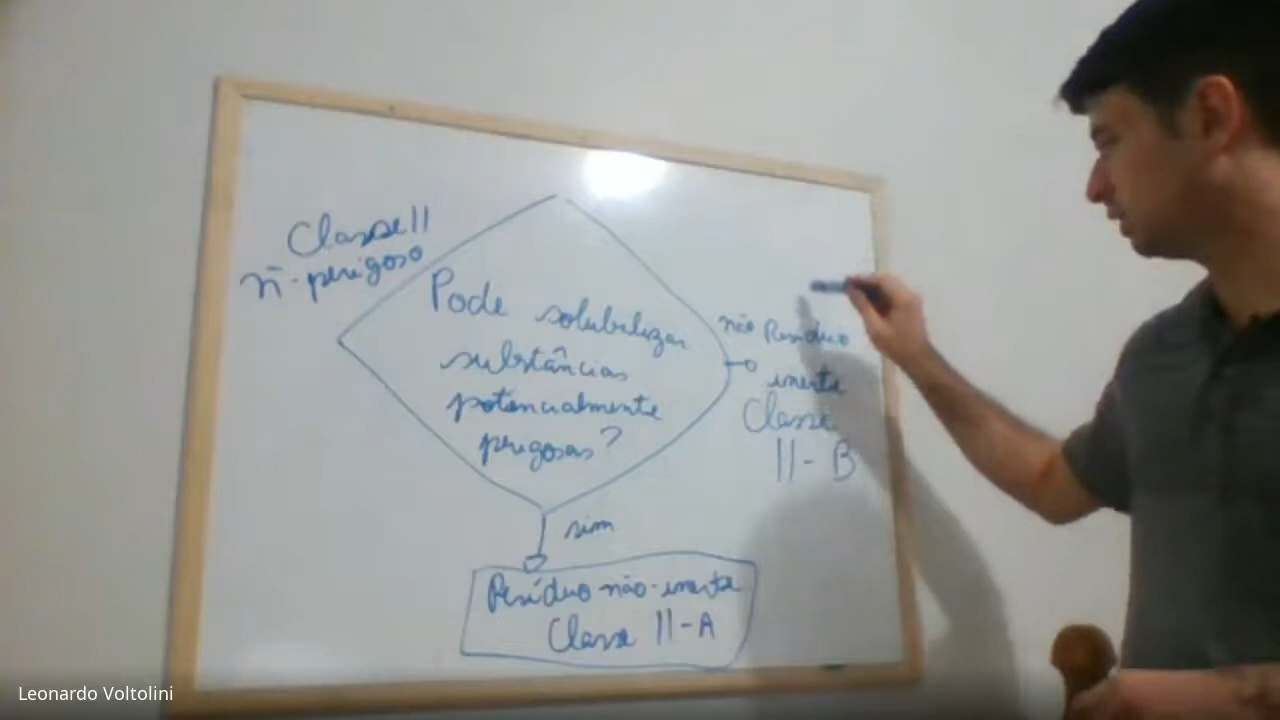 Classe II
ñ-perigoso
Pode solubilizar
substâncias
potencialmente
perigosas?
não Resíduo
inerte
Classe
II-B
sim
Resíduo não-inerte
Classe II-A
Leonardo Voltolini